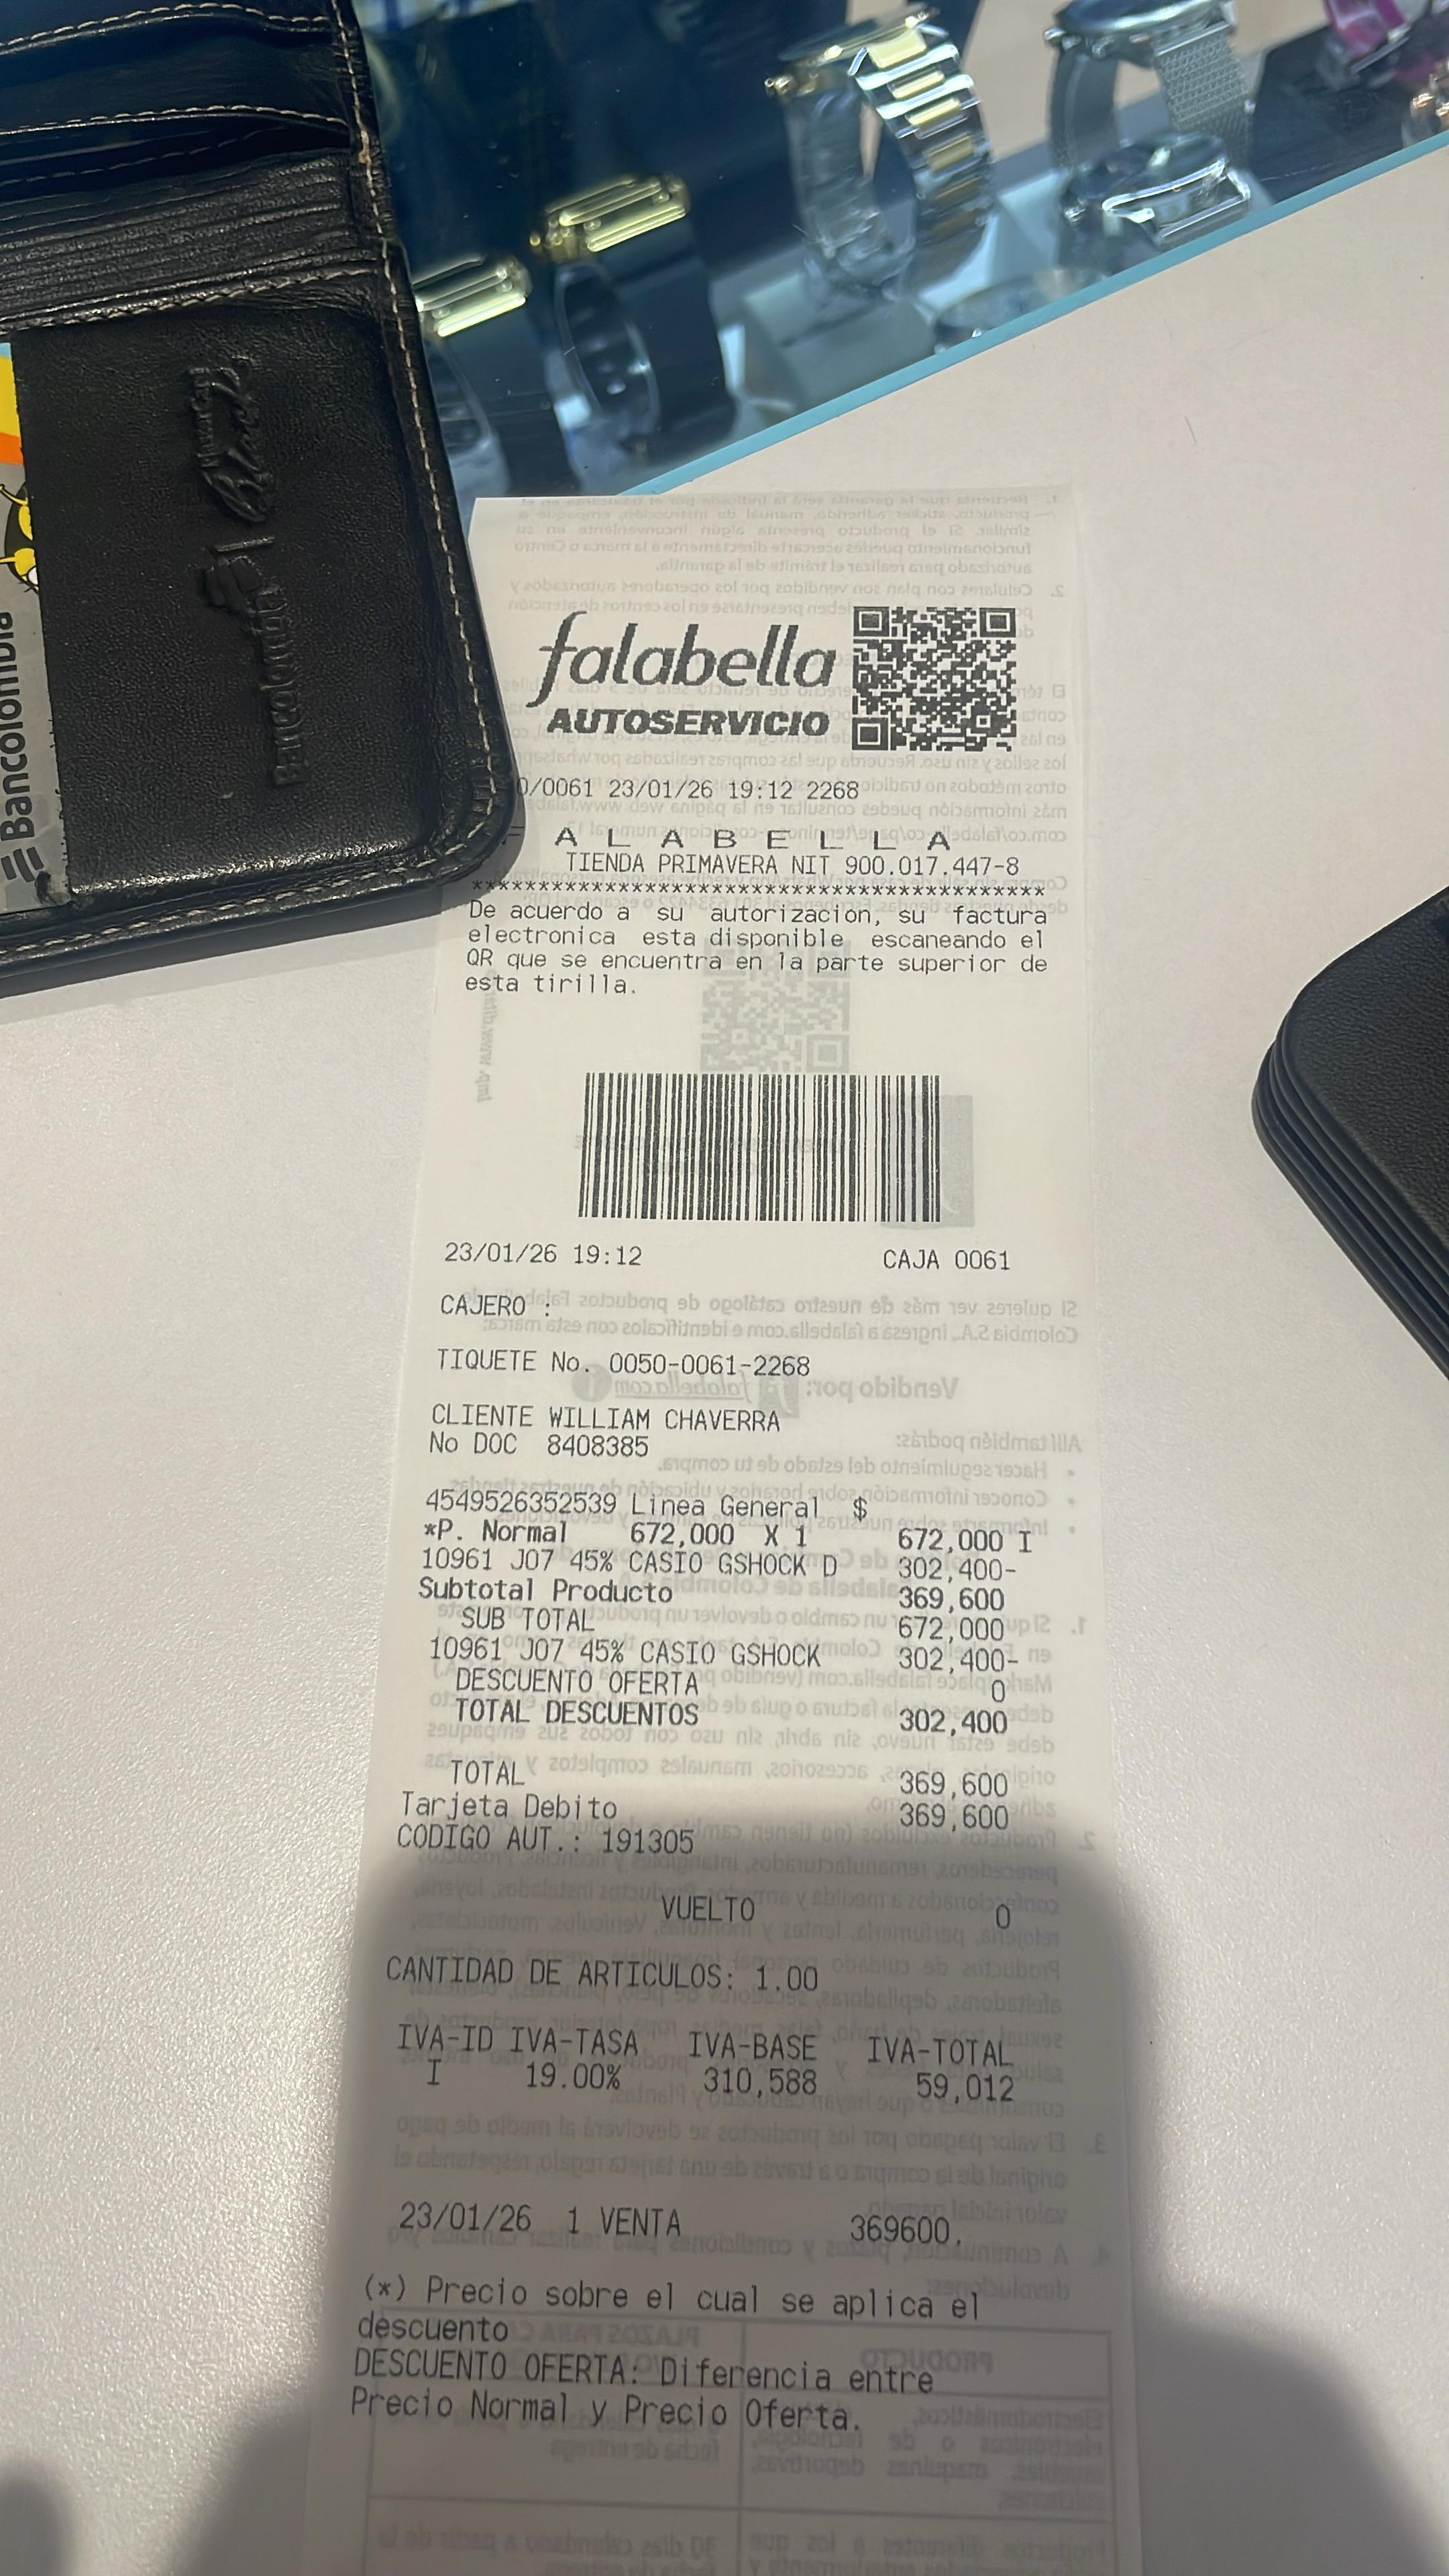 Bancolombia
Bancolombia
falabella
AUTOSERVICIO
0/0061 23/01/26 19:12 2268
A L A B E L L A
TIENDA PRIMAVERA NIT 900.017.447-8
*******************************************
De acuerdo a su autorizacion, su factura
electronica esta disponible escaneando el
QR que se encuentra en la parte superior de
esta tirilla.
23/01/26 19:12 CAJA 0061
CAJERO :
TIQUETE No. 0050-0061-2268
CLIENTE WILLIAM CHAVERRA
No DOC 8408385
4549526352539 Linea General $
*P. Normal 672,000 X 1 672,000 I
10961 J07 45% CASIO GSHOCK D 302,400-
Subtotal Producto 369,600
SUB TOTAL 672,000
10961 J07 45% CASIO GSHOCK 302,400-
DESCUENTO OFERTA 0
TOTAL DESCUENTOS 302,400
TOTAL 369,600
Tarjeta Debito 369,600
CODIGO AUT.: 191305
VUELTO 0
CANTIDAD DE ARTICULOS: 1.00
IVA-ID IVA-TASA IVA-BASE IVA-TOTAL
I 19.00% 310,588 59,012
23/01/26 1 VENTA 369600.
(*) Precio sobre el cual se aplica el
descuento
DESCUENTO OFERTA: Diferencia entre
Precio Normal y Precio Oferta.